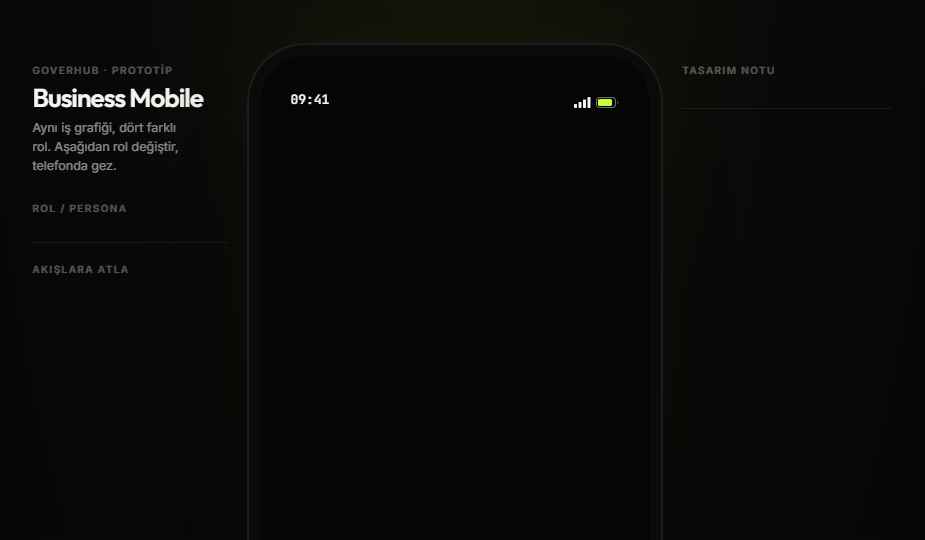 GOVERHUB · PROTOTİP
Business Mobile
Aynı iş grafiği, dört farklı
rol. Aşağıdan rol değiştir,
telefonda gez.
ROL / PERSONA
AKIŞLARA ATLA
09:41
TASARIM NOTU